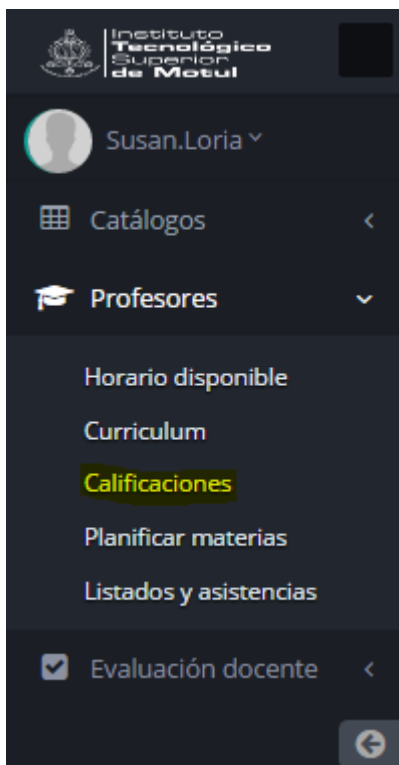 Instituto
Tecnológico
Superior
de Motul
Susan.Loria
Catálogos
Profesores
Horario disponible
Curriculum
Calificaciones
Planificar materias
Listados y asistencias
Evaluación docente